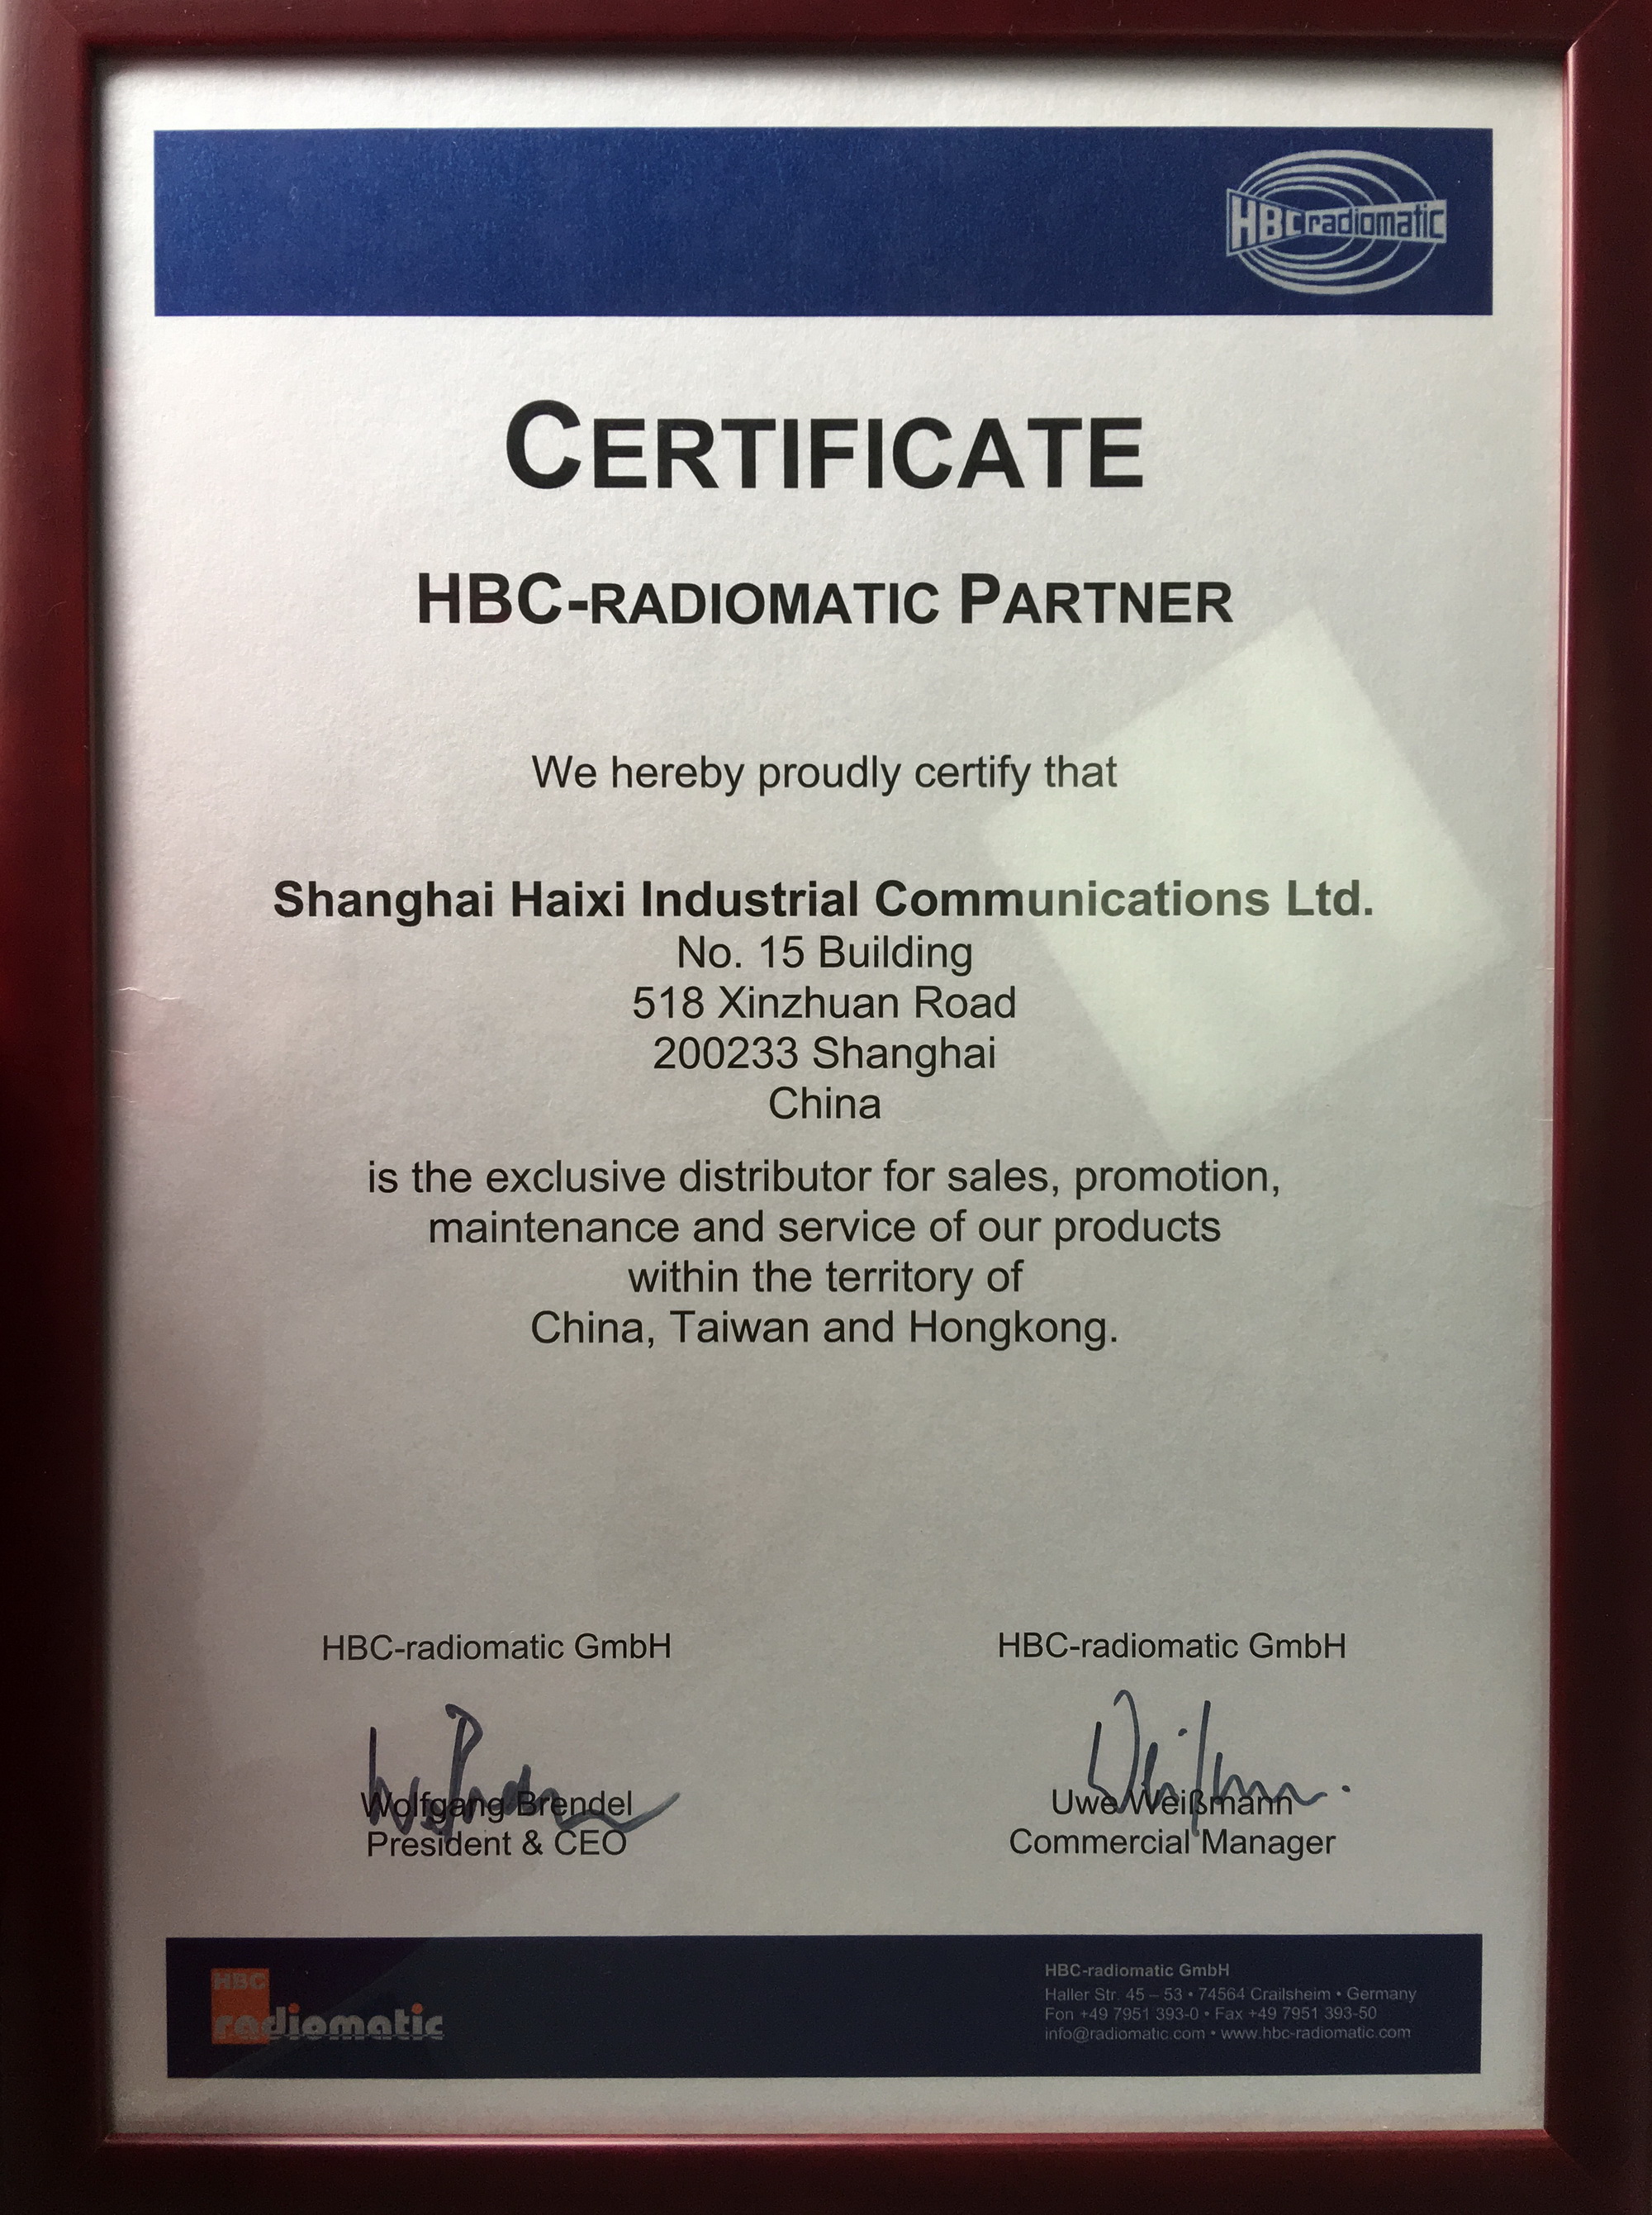 HBC radiomatic
CERTIFICATE
HBC-RADIOMATIC PARTNER
We hereby proudly certify that
Shanghai Haixi Industrial Communications Ltd.
No. 15 Building
518 Xinzhuan Road
200233 Shanghai
China
is the exclusive distributor for sales, promotion,
maintenance and service of our products
within the territory of
China, Taiwan and Hongkong.
HBC-radiomatic GmbH
Wolfgang Brendel
President & CEO
HBC-radiomatic GmbH
Uwe Weißmann
Commercial Manager
HBC
radiomatic
HBC-radiomatic GmbH
Haller Str. 45 – 53 • 74564 Crailsheim • Germany
Fon +49 7951 393-0 • Fax +49 7951 393-50
info@radiomatic.com • www.hbc-radiomatic.com